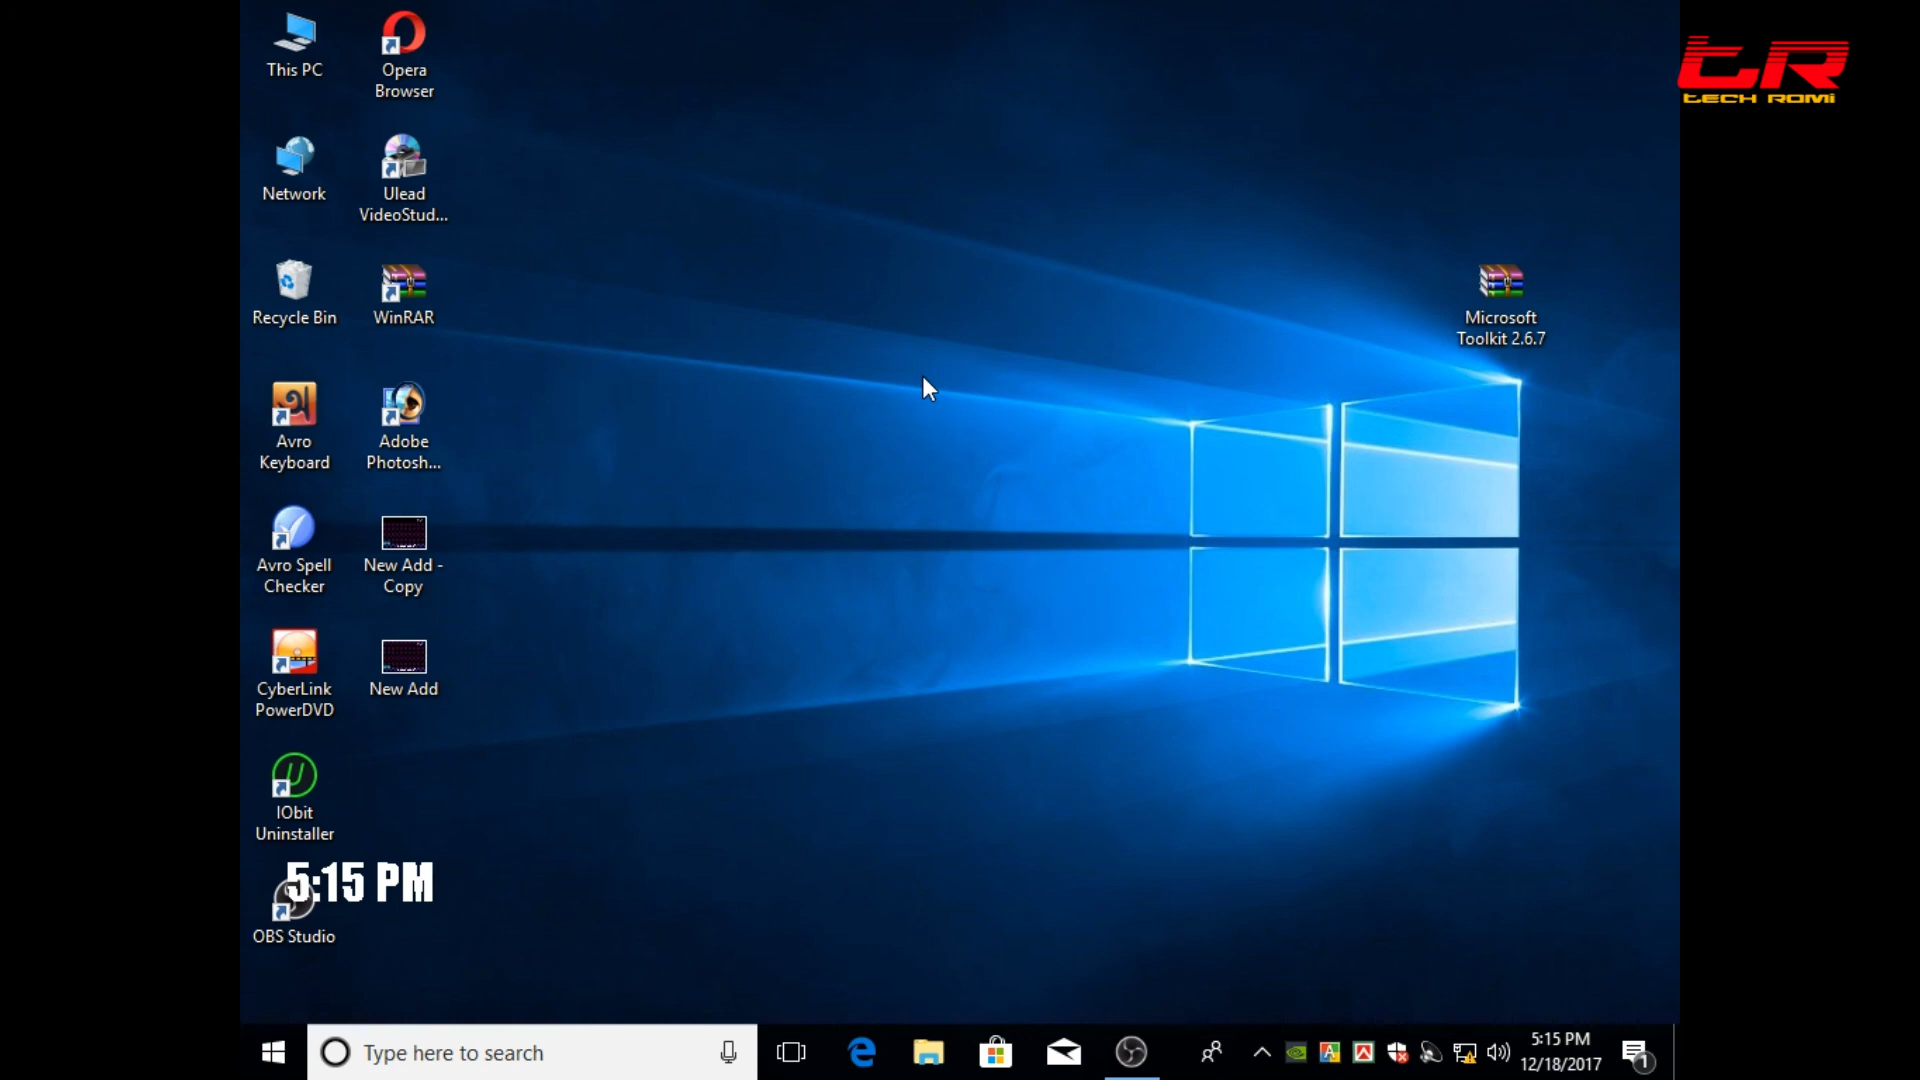 This PC
Opera
Browser
tR
tECH ROMi
Network
Ulead
VideoStud...
Recycle Bin
WinRAR
Microsoft
Toolkit 2.6.7
অ
Avro
Keyboard
Adobe
Photosh...
Avro Spell
Checker
New Add -
Copy
CyberLink
PowerDVD
New Add
IObit
Uninstaller
5:15 PM
OBS Studio
Type here to search
5:15 PM
12/18/2017
1